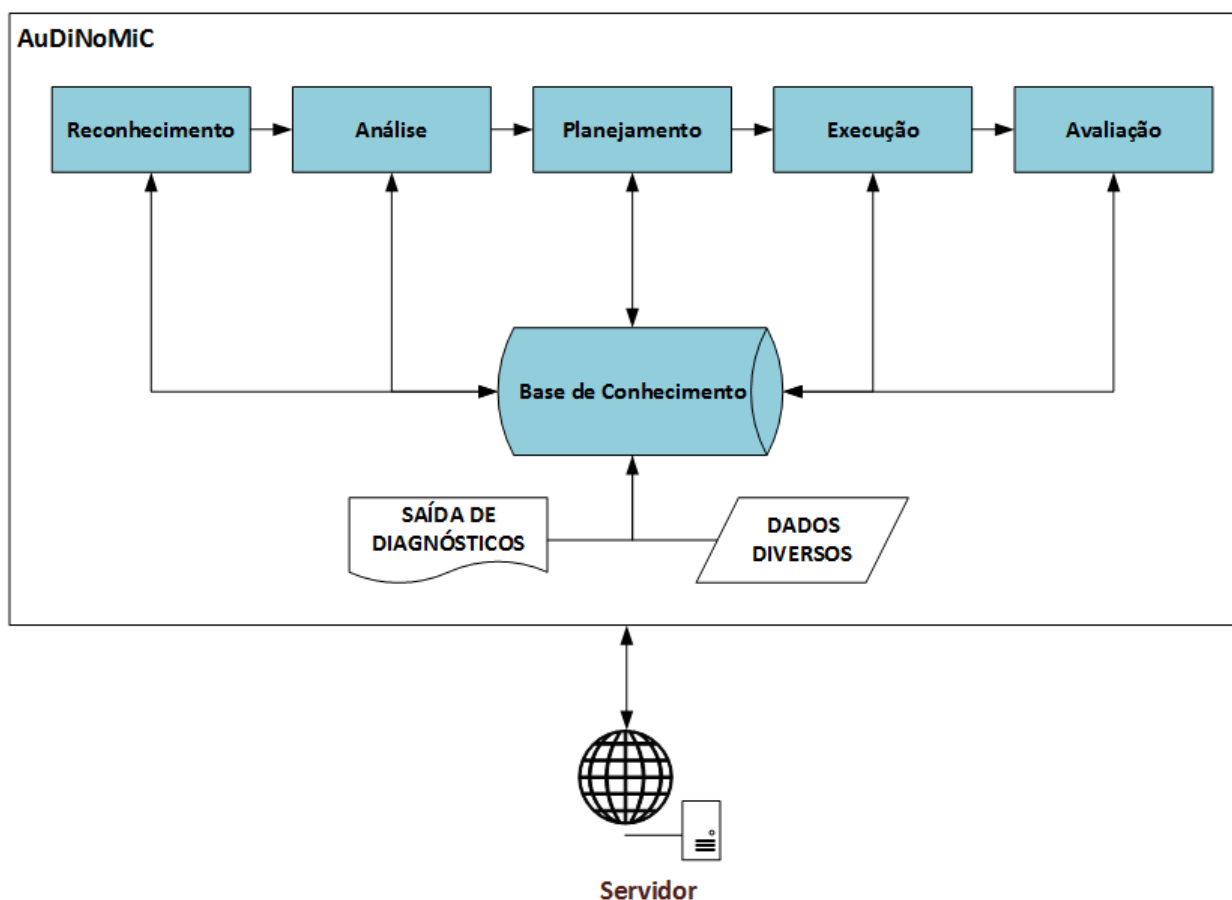 AuDiNoMiC
Reconhecimento
Análise
Planejamento
Execução
Avaliação
Base de Conhecimento
SAÍDA DE
DIAGNÓSTICOS
DADOS
DIVERSOS
Servidor